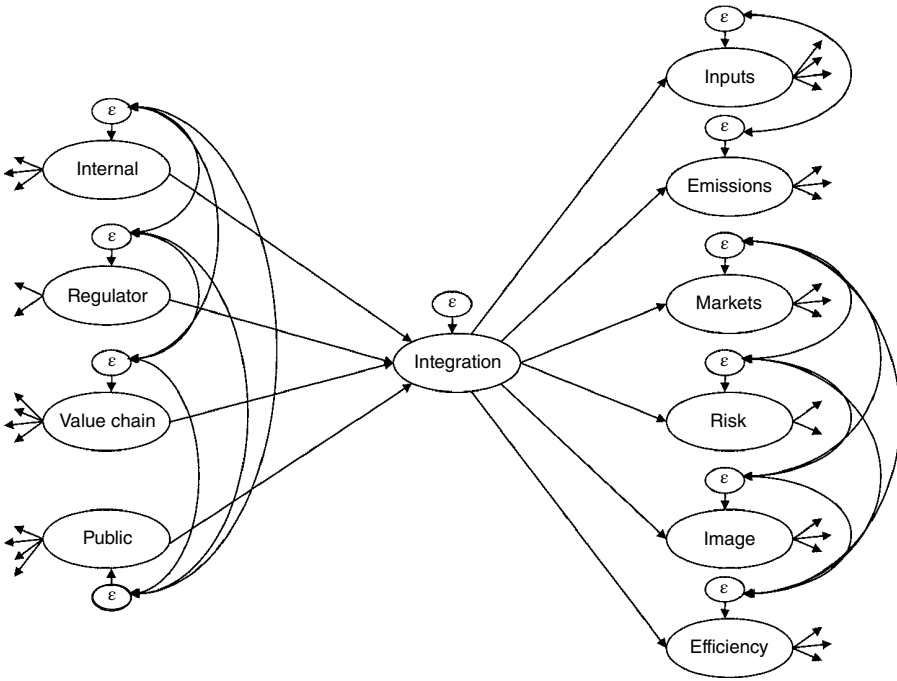 ε
Internal
ε
Regulator
ε
Value chain
Public
ε
ε
Integration
ε
Inputs
ε
Emissions
ε
Markets
ε
Risk
ε
Image
ε
Efficiency